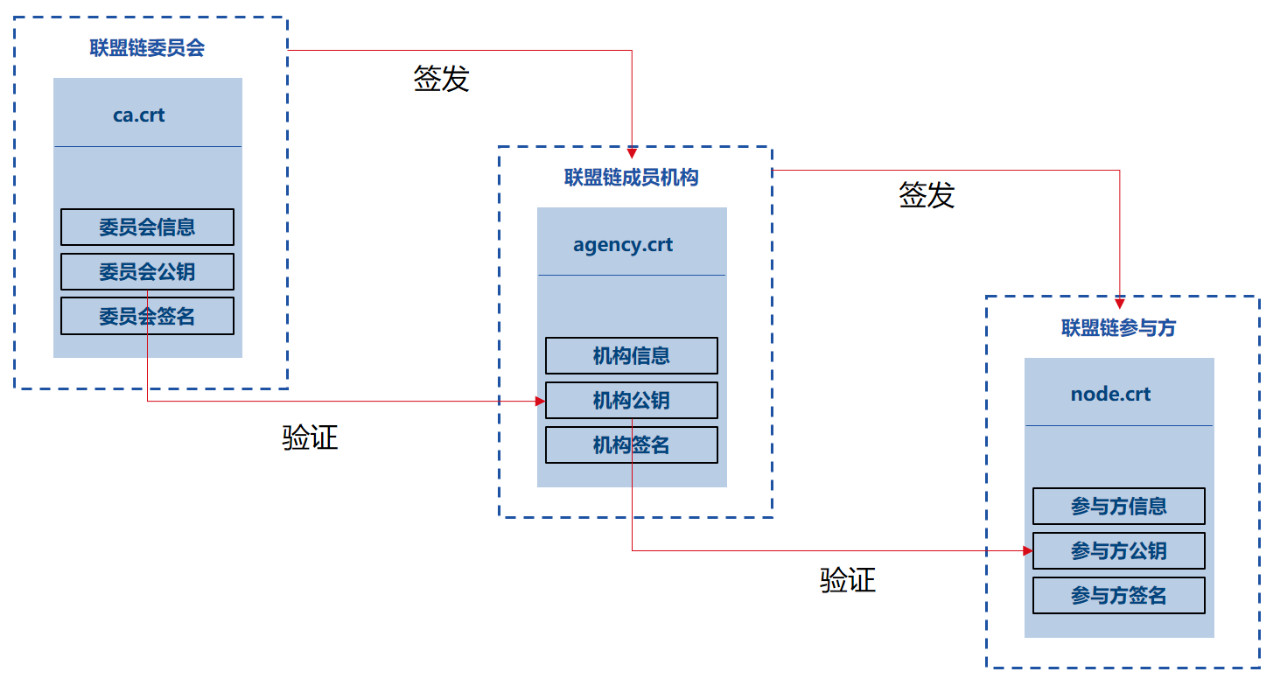 联盟链委员会
ca.crt
委员会信息
委员会公钥
委员会签名
签发
验证
联盟链成员机构
agency.crt
机构信息
机构公钥
机构签名
签发
验证
联盟链参与方
node.crt
参与方信息
参与方公钥
参与方签名